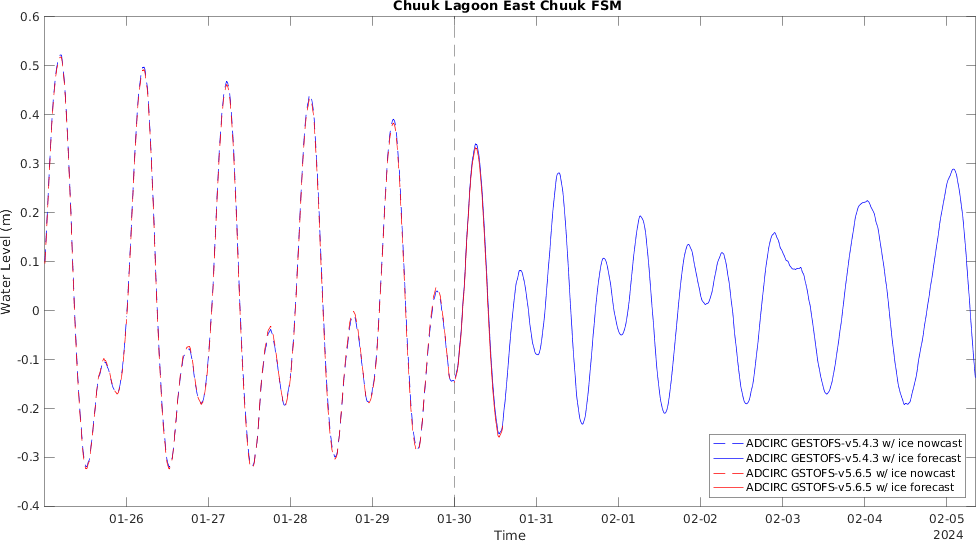 Chuuk Lagoon East Chuuk FSM
Water Level (m)
0.6
0.5
0.4
0.3
0.2
0.1
0
-0.1
-0.2
-0.3
-0.4
ADCIRC GESTOFS-v5.4.3 w/ ice nowcast
ADCIRC GESTOFS-v5.4.3 w/ ice forecast
ADCIRC GSTOFS-v5.6.5 w/ ice nowcast
ADCIRC GSTOFS-v5.6.5 w/ ice forecast
01-26 01-27 01-28 01-29 01-30 01-31 02-01 02-02 02-03 02-04 02-05
Time
2024